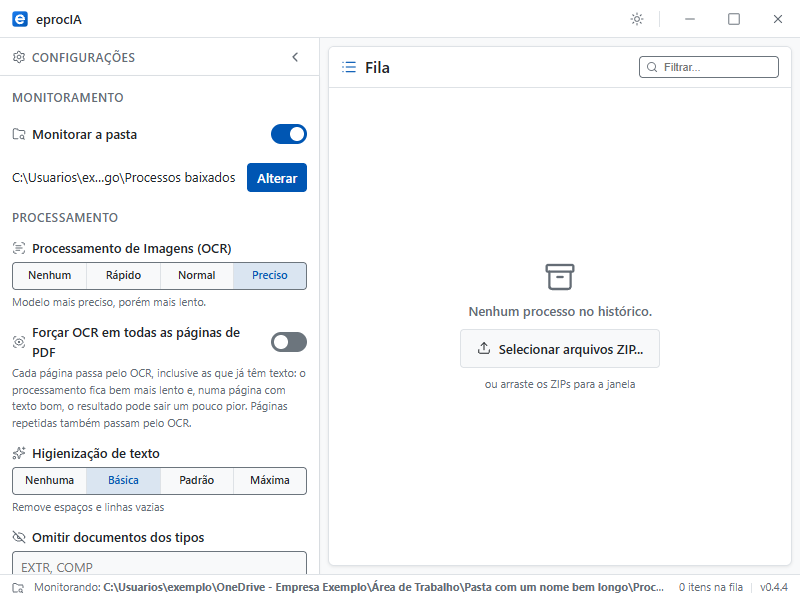 eprocIA
CONFIGURAÇÕES
MONITORAMENTO
Monitorar a pasta
C:\Usuarios\ex...go\Processos baixados
Alterar
PROCESSAMENTO
Processamento de Imagens (OCR)
Nenhum Rápido Normal Preciso
Modelo mais preciso, porém mais lento.
Forçar OCR em todas as páginas de
PDF
Cada página passa pelo OCR, inclusive as que já têm texto: o
processamento fica bem mais lento e, numa página com
texto bom, o resultado pode sair um pouco pior. Páginas
repetidas também passam pelo OCR.
Higienização de texto
Nenhuma Básica Padrão Máxima
Remove espaços e linhas vazias
Omitir documentos dos tipos
EXTR, COMP
Fila
Filtrar...
Nenhum processo no histórico.
Selecionar arquivos ZIP...
ou arraste os ZIPs para a janela
Monitorando: C:\Usuarios\exemplo\OneDrive - Empresa Exemplo\Área de Trabalho\Pasta com um nome bem longo\Proc...
0 itens na fila
v0.4.4